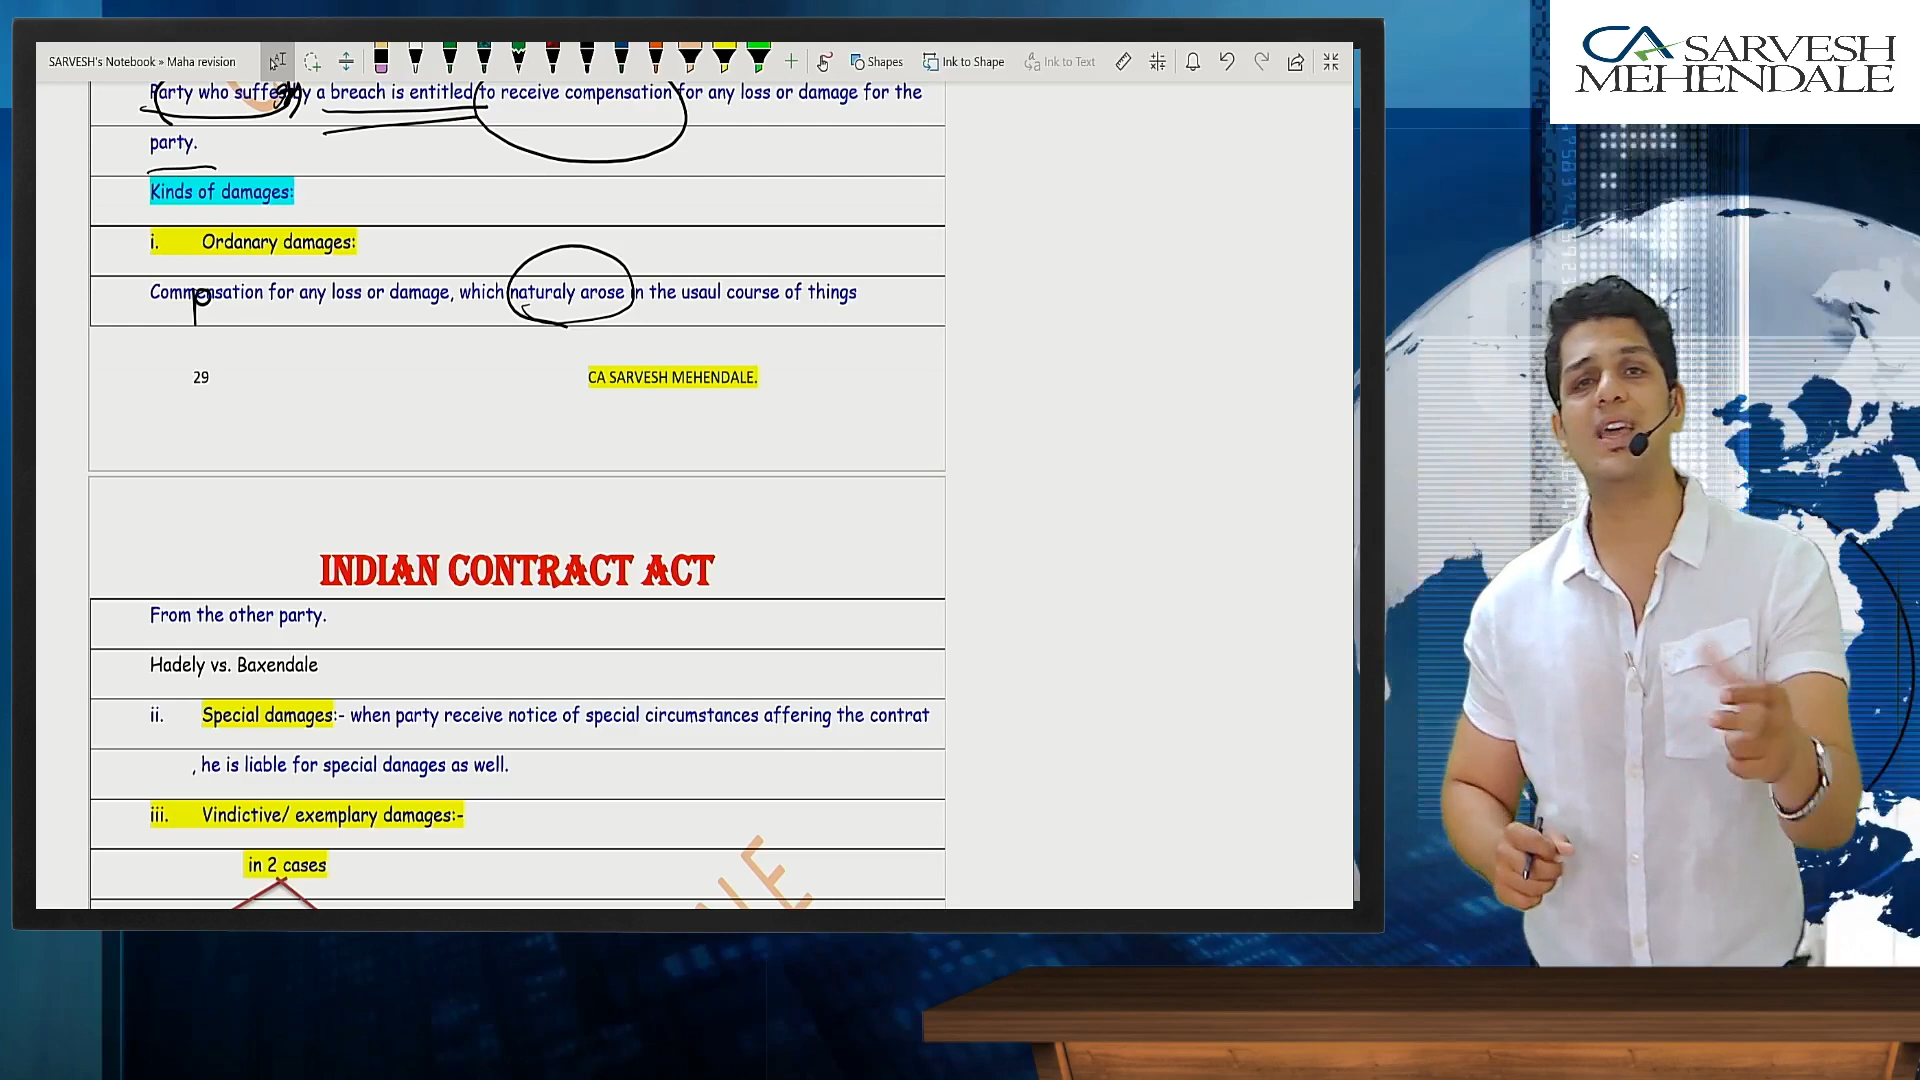 SARVESH's Notebook » Maha revision
Shapes
Ink to Shape
Ink to Text
CA SARVESH
MEHENDALE
Party who suffer by a breach is entitled to receive compensation for any loss or damage for the
party.
Kinds of damages:
i. Ordanary damages:
Commensation for any loss or damage, which naturaly arose in the usaul course of things
p
29
CA SARVESH MEHENDALE.
INDIAN CONTRACT ACT
From the other party.
Hadely vs. Baxendale
ii. Special damages:- when party receive notice of special circumstances affering the contrat
, he is liable for special danages as well.
iii. Vindictive/ exemplary damages:-
in 2 cases